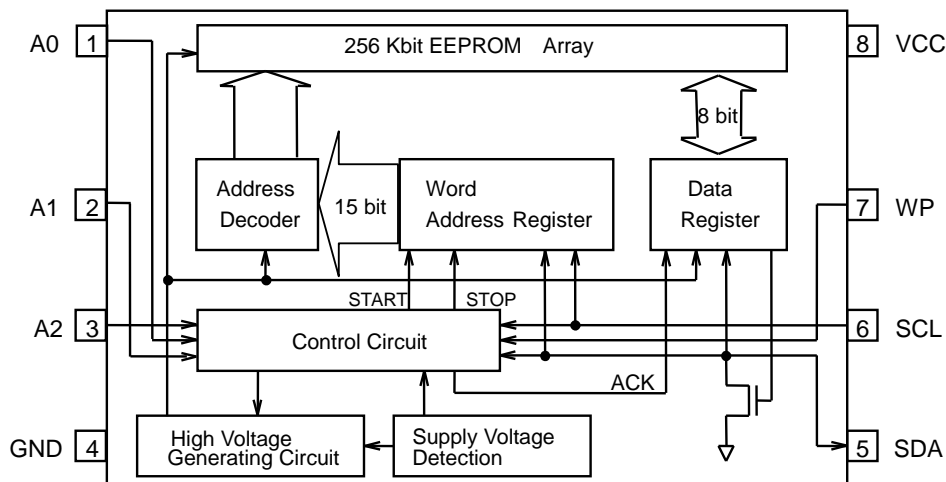 A0 1
256 Kbit EEPROM Array
8 VCC
8 bit
A1 2
Address
Decoder
15 bit
Word
Address Register
Data
Register
7 WP
START
STOP
A2 3
Control Circuit
6 SCL
ACK
GND 4
High Voltage
Generating Circuit
Supply Voltage
Detection
5 SDA